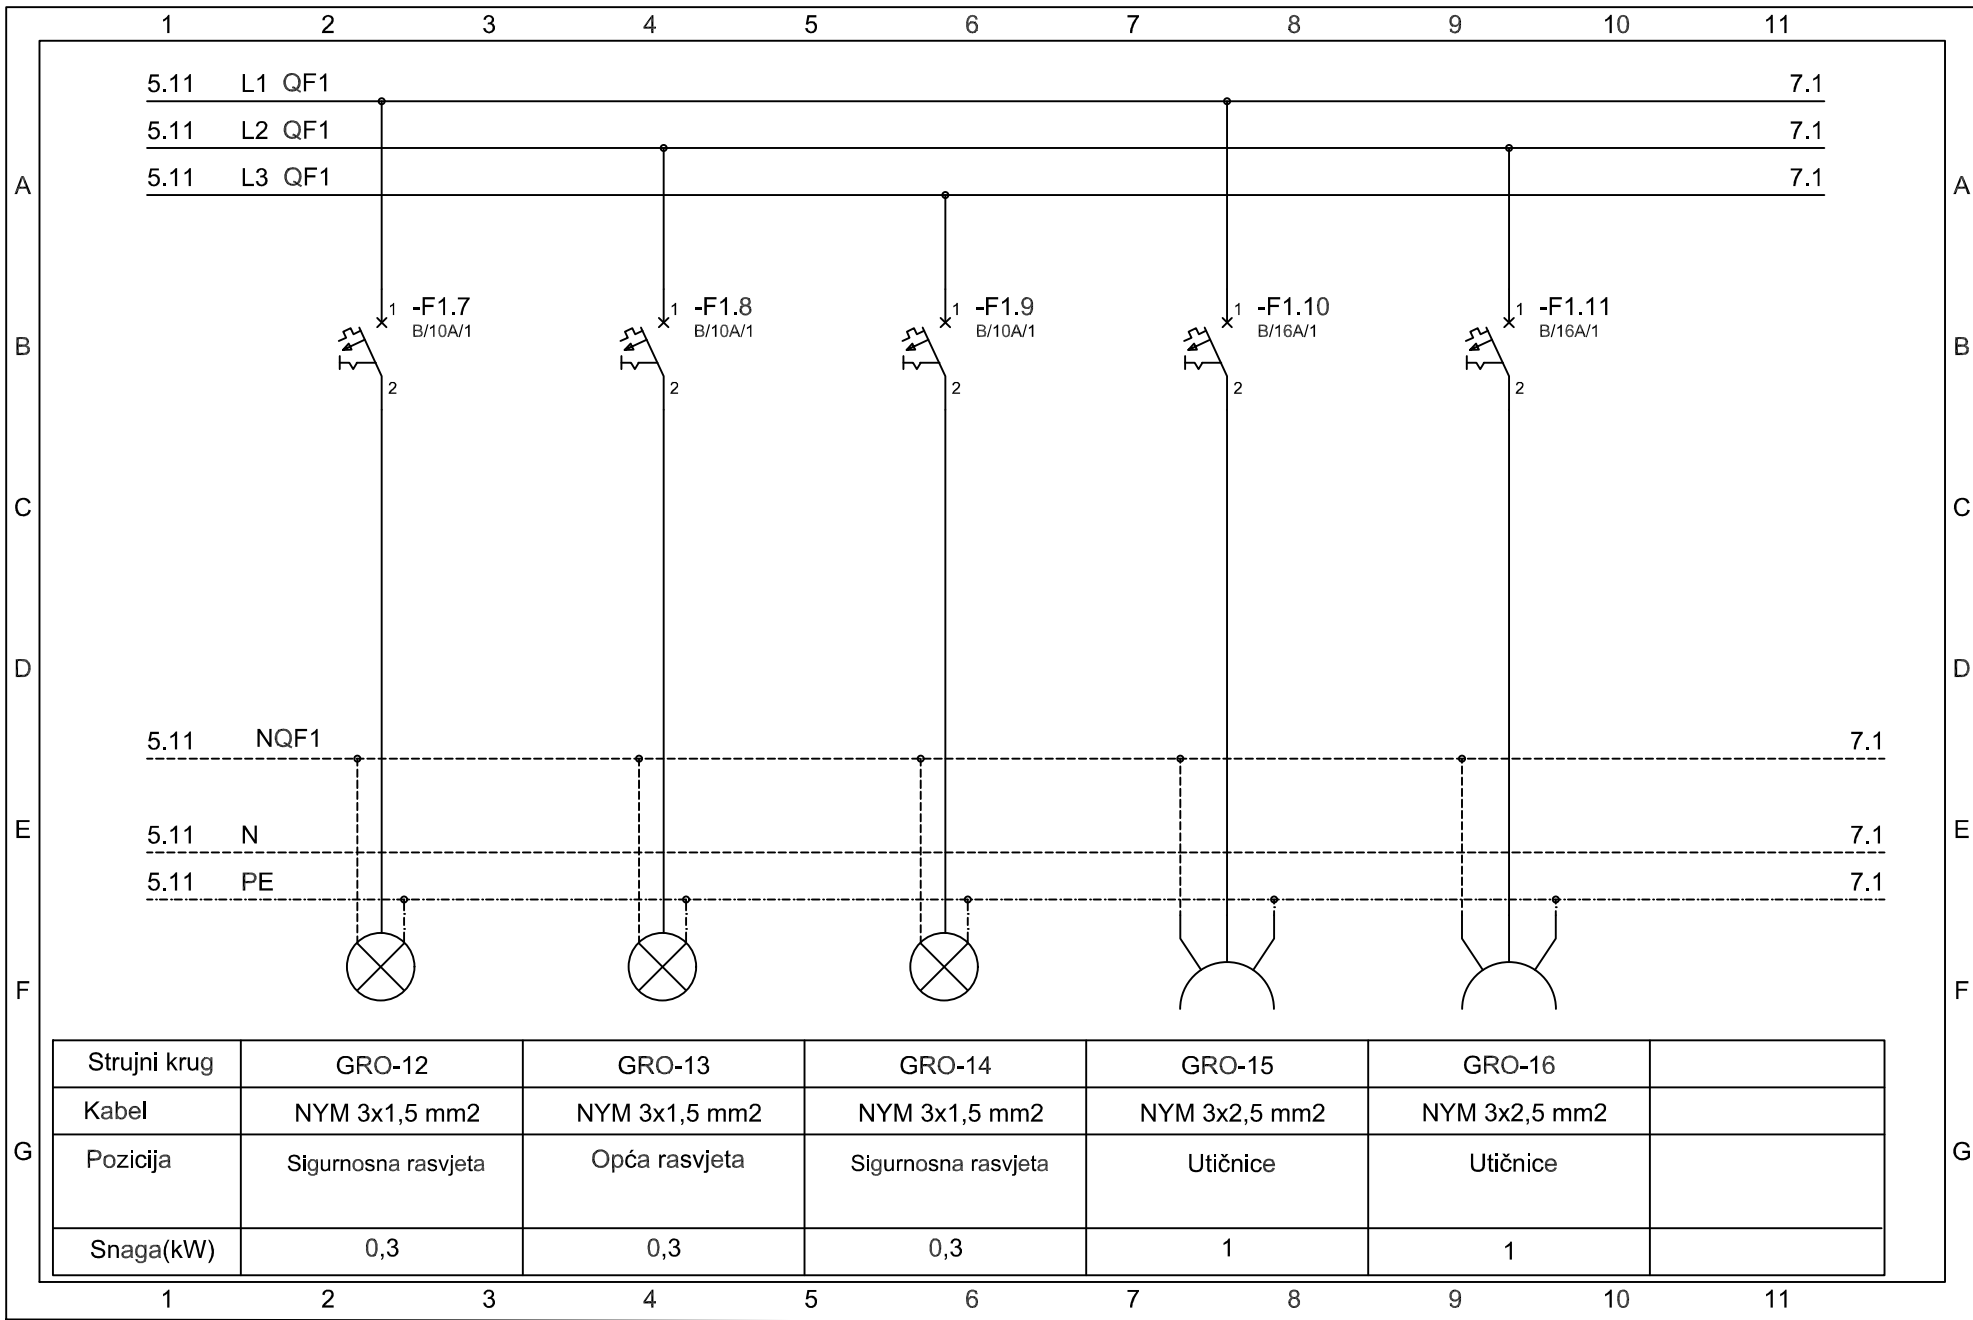 1 2 3 4 5 6 7 8 9 10 11
5.11 L1 QF1 7.1
5.11 L2 QF1 7.1
5.11 L3 QF1 7.1
A A
1 -F1.7 1 -F1.8 1 -F1.9 1 -F1.10 1 -F1.11
B/10A/1 B/10A/1 B/10A/1 B/16A/1 B/16A/1
B B
2 2 2 2 2
C C
D D
5.11 NQF1 7.1
E E
5.11 N 7.1
5.11 PE 7.1
F F
Strujni krug GRO-12 GRO-13 GRO-14 GRO-15 GRO-16
Kabel NYM 3x1,5 mm2 NYM 3x1,5 mm2 NYM 3x1,5 mm2 NYM 3x2,5 mm2 NYM 3x2,5 mm2
G G
Pozicija Sigurnosna rasvjeta Opća rasvjeta Sigurnosna rasvjeta Utičnice Utičnice
Snaga(kW) 0,3 0,3 0,3 1 1
1 2 3 4 5 6 7 8 9 10 11